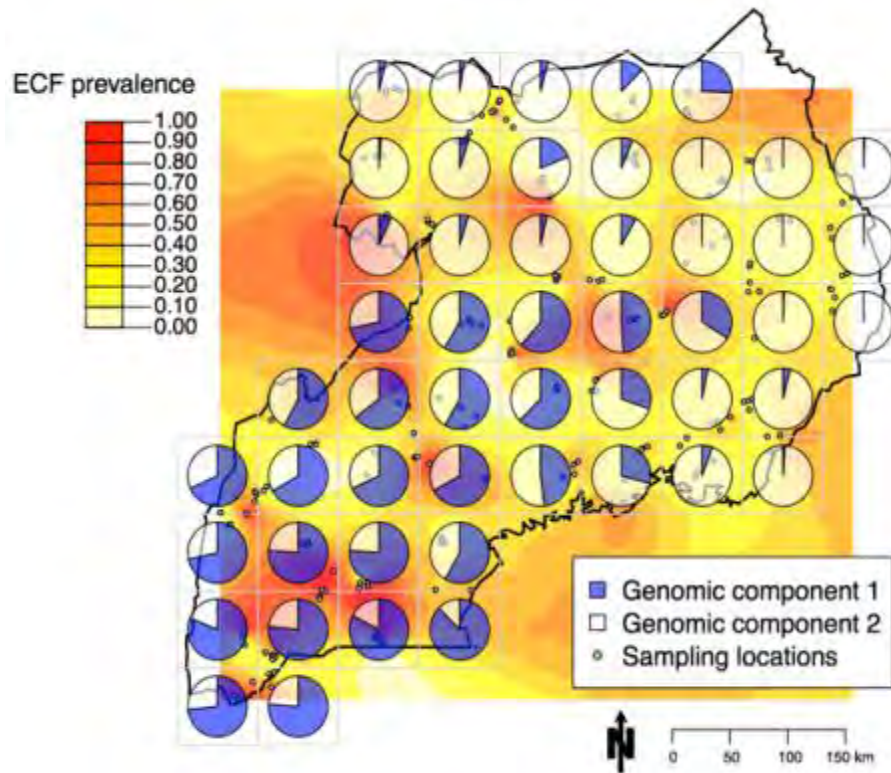 ECF prevalence
1.00
0.90
0.80
0.70
0.60
0.50
0.40
0.30
0.20
0.10
0.00
Genomic component 1
Genomic component 2
Sampling locations
N
0 50 100 150 km